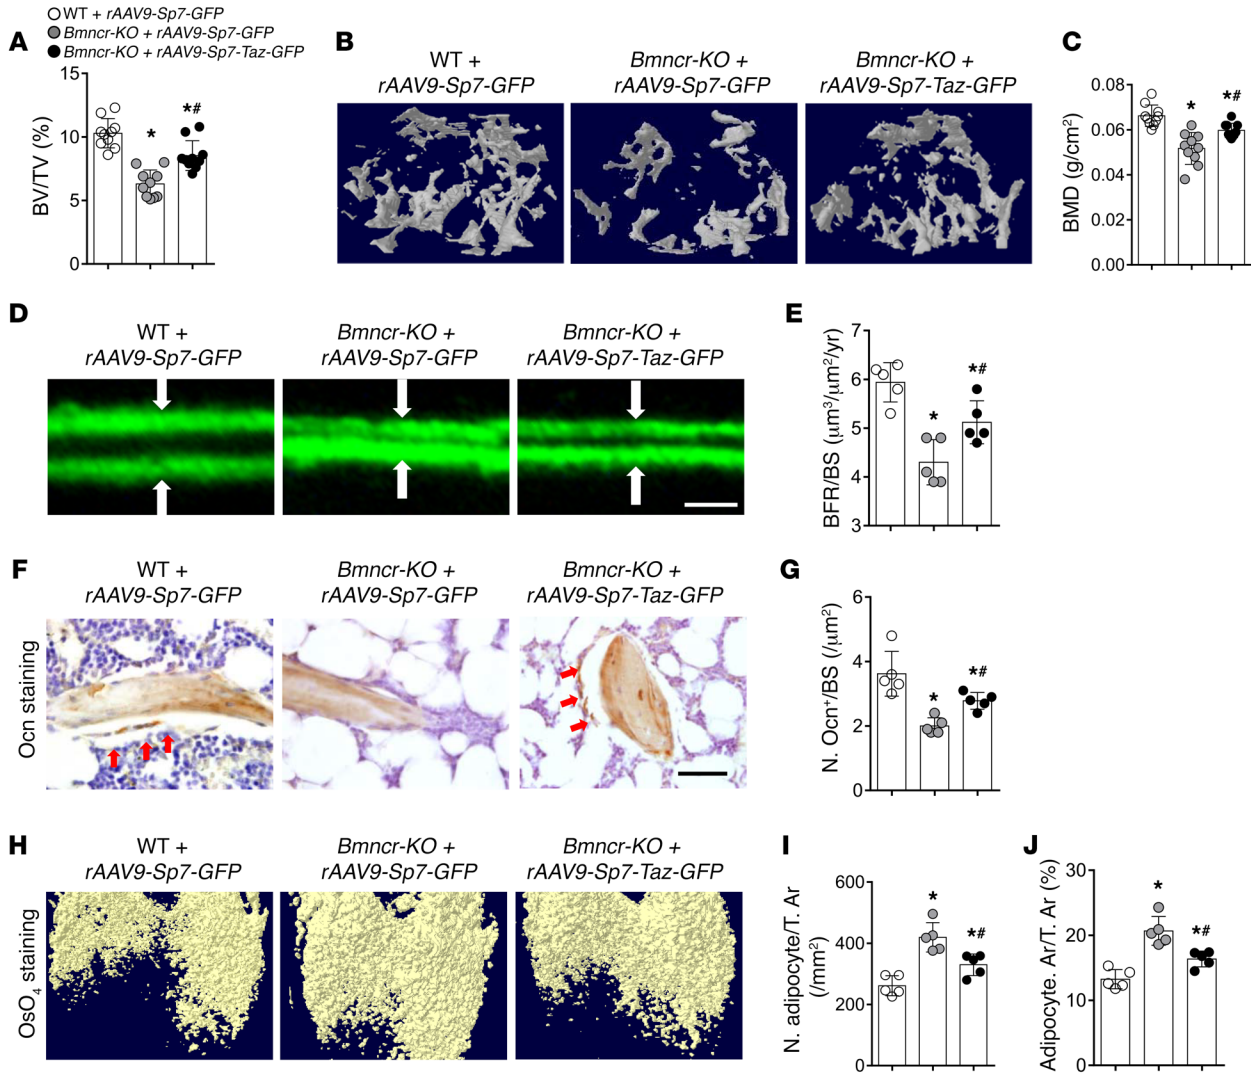 WT + rAAV9-Sp7-GFP
Bmncr-KO + rAAV9-Sp7-GFP
Bmncr-KO + rAAV9-Sp7-Taz-GFP
A
BV/TV (%)
15
10
5
0
*
*#
B
WT +
rAAV9-Sp7-GFP
Bmncr-KO +
rAAV9-Sp7-GFP
Bmncr-KO +
rAAV9-Sp7-Taz-GFP
C
BMD (g/cm²)
0.08
0.06
0.04
0.02
0.00
*
*#
D
WT +
rAAV9-Sp7-GFP
Bmncr-KO +
rAAV9-Sp7-GFP
Bmncr-KO +
rAAV9-Sp7-Taz-GFP
E
BFR/BS (μm³/μm²/yr)
7
6
5
4
3
*
*#
F
WT +
rAAV9-Sp7-GFP
Bmncr-KO +
rAAV9-Sp7-GFP
Bmncr-KO +
rAAV9-Sp7-Taz-GFP
Ocn staining
G
N. Ocn⁺/BS (/μm²)
6
4
2
0
*
*#
H
WT +
rAAV9-Sp7-GFP
Bmncr-KO +
rAAV9-Sp7-GFP
Bmncr-KO +
rAAV9-Sp7-Taz-GFP
OsO₄ staining
I
N. adipocyte/T. Ar
(/mm²)
600
400
200
0
*
*#
J
Adipocyte. Ar/T. Ar (%)
30
20
10
0
*
*#